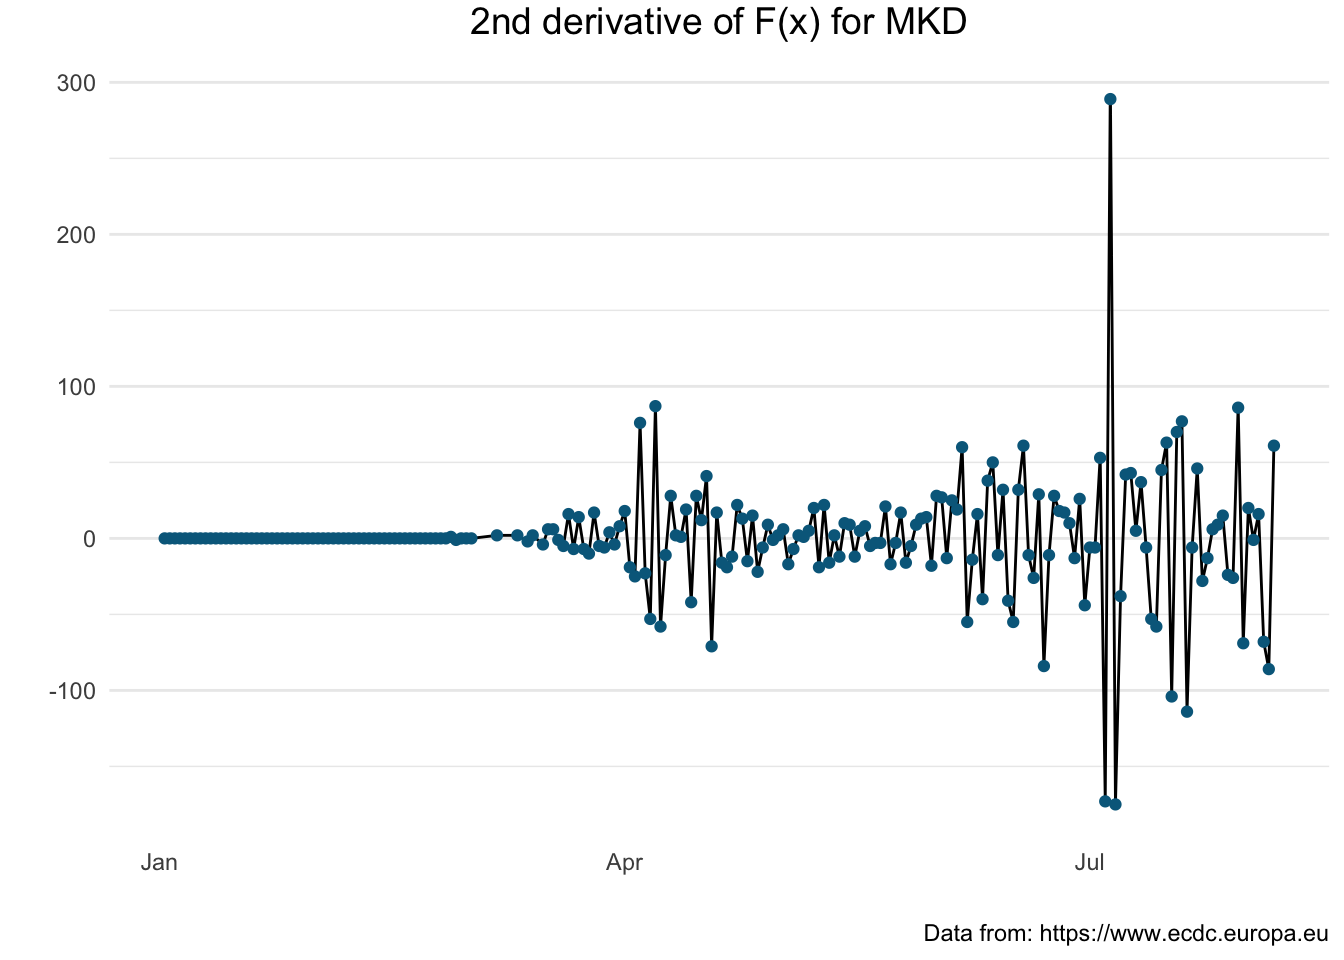 2nd derivative of F(x) for MKD
300
200
100
0
-100
Jan Apr Jul
Data from: https://www.ecdc.europa.eu